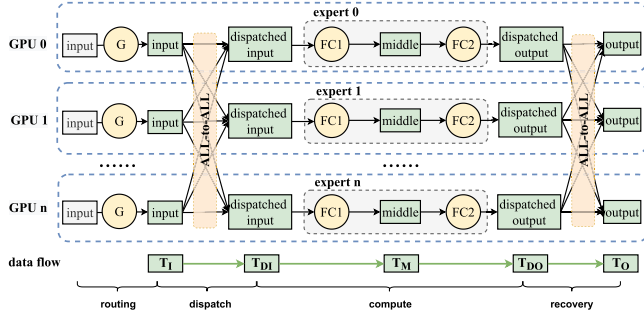 expert 0
GPU 0
input
G
input
dispatched
input
FC1
middle
FC2
dispatched
output
output
ALL-to-ALL
ALL-to-ALL
expert 1
GPU 1
input
G
input
dispatched
input
FC1
middle
FC2
dispatched
output
output
......
......
expert n
GPU n
input
G
input
dispatched
input
FC1
middle
FC2
dispatched
output
output
data flow
T_I
T_DI
T_M
T_DO
T_O
routing
dispatch
compute
recovery